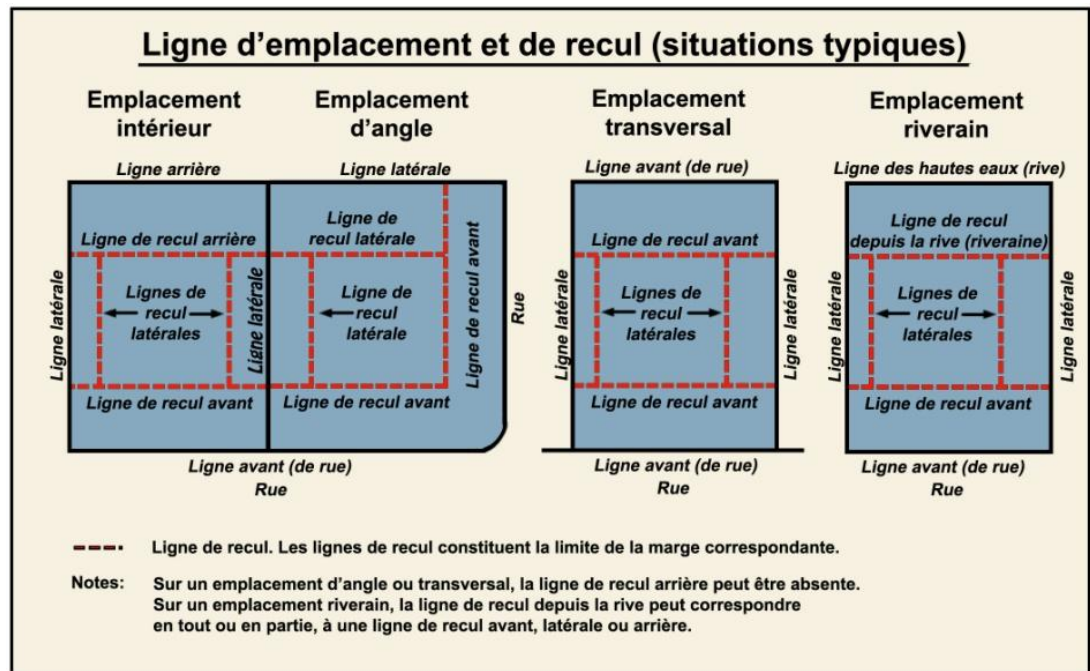 Ligne d'emplacement et de recul (situations typiques)
Emplacement
intérieur
Emplacement
d'angle
Emplacement
transversal
Emplacement
riverain
Ligne arrière
Ligne latérale
Ligne avant (de rue)
Ligne des hautes eaux (rive)
Ligne de recul arrière
Ligne latérale
Lignes de
recul
latérales
Ligne latérale
Ligne de recul avant
Ligne de
recul latérale
Ligne de
recul
latérale
Ligne de recul avant
Ligne de recul avant
Rue
Ligne avant (de rue)
Rue
Ligne de recul avant
Ligne latérale
Lignes de
recul
latérales
Ligne latérale
Ligne de recul avant
Ligne avant (de rue)
Rue
Ligne de recul
depuis la rive (riveraine)
Ligne latérale
Lignes de
recul
latérales
Ligne latérale
Ligne de recul avant
Ligne avant (de rue)
Rue
Ligne de recul. Les lignes de recul constituent la limite de la marge correspondante.
Notes: Sur un emplacement d'angle ou transversal, la ligne de recul arrière peut être absente.
Sur un emplacement riverain, la ligne de recul depuis la rive peut correspondre
en tout ou en partie, à une ligne de recul avant, latérale ou arrière.